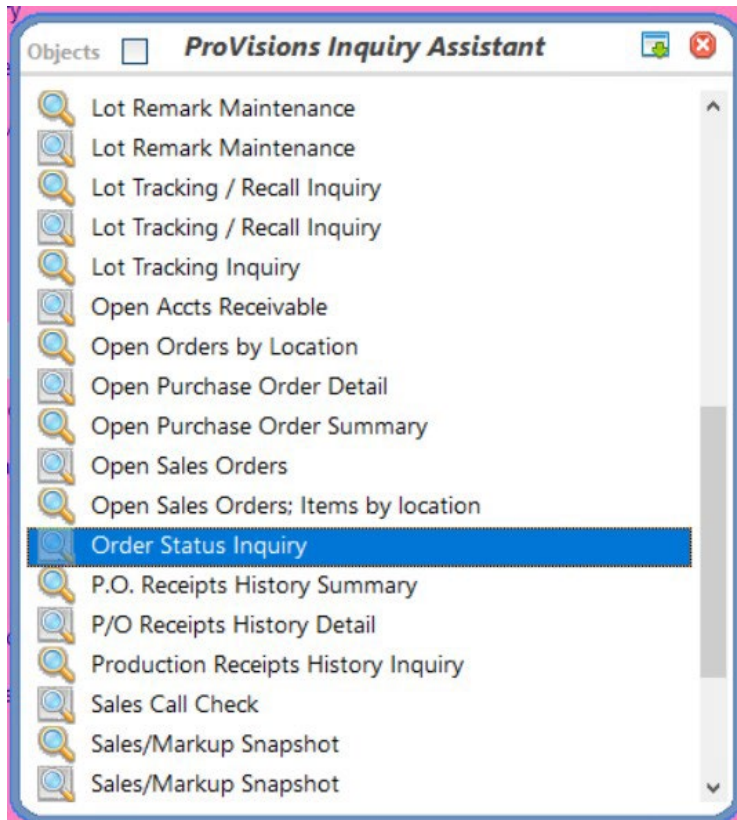 Objects ProVisions Inquiry Assistant
Lot Remark Maintenance
Lot Remark Maintenance
Lot Tracking / Recall Inquiry
Lot Tracking / Recall Inquiry
Lot Tracking Inquiry
Open Accts Receivable
Open Orders by Location
Open Purchase Order Detail
Open Purchase Order Summary
Open Sales Orders
Open Sales Orders; Items by location
Order Status Inquiry
P.O. Receipts History Summary
P/O Receipts History Detail
Production Receipts History Inquiry
Sales Call Check
Sales/Markup Snapshot
Sales/Markup Snapshot